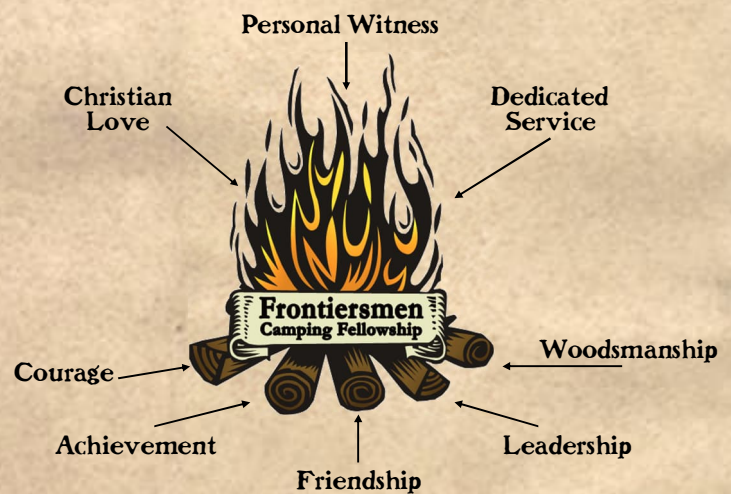 Personal Witness
Christian
Love
Dedicated
Service
Frontiersmen
Camping Fellowship
Courage
Woodsmanship
Achievement
Leadership
Friendship